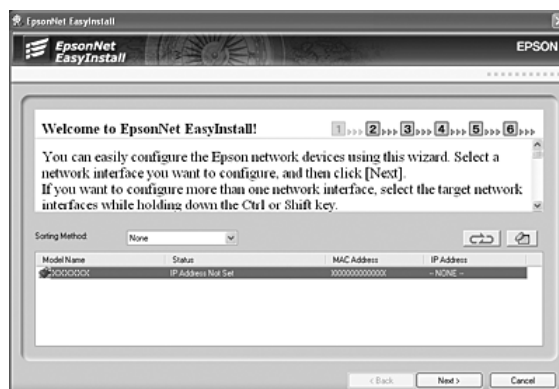 EpsonNet EasyInstall
EpsonNet
EasyInstall
EPSON
Welcome to EpsonNet EasyInstall!
1 2 3 4 5 6
You can easily configure the Epson network devices using this wizard. Select a
network interface you want to configure, and then click [Next].
If you want to configure more than one network interface, select the target network
interfaces while holding down the Ctrl or Shift key.
Sorting Method: None
Model Name Status MAC Address IP Address
XXXXXXX IP Address Not Set XXXXXXXXXXXX -- NONE --
< Back Next > Cancel